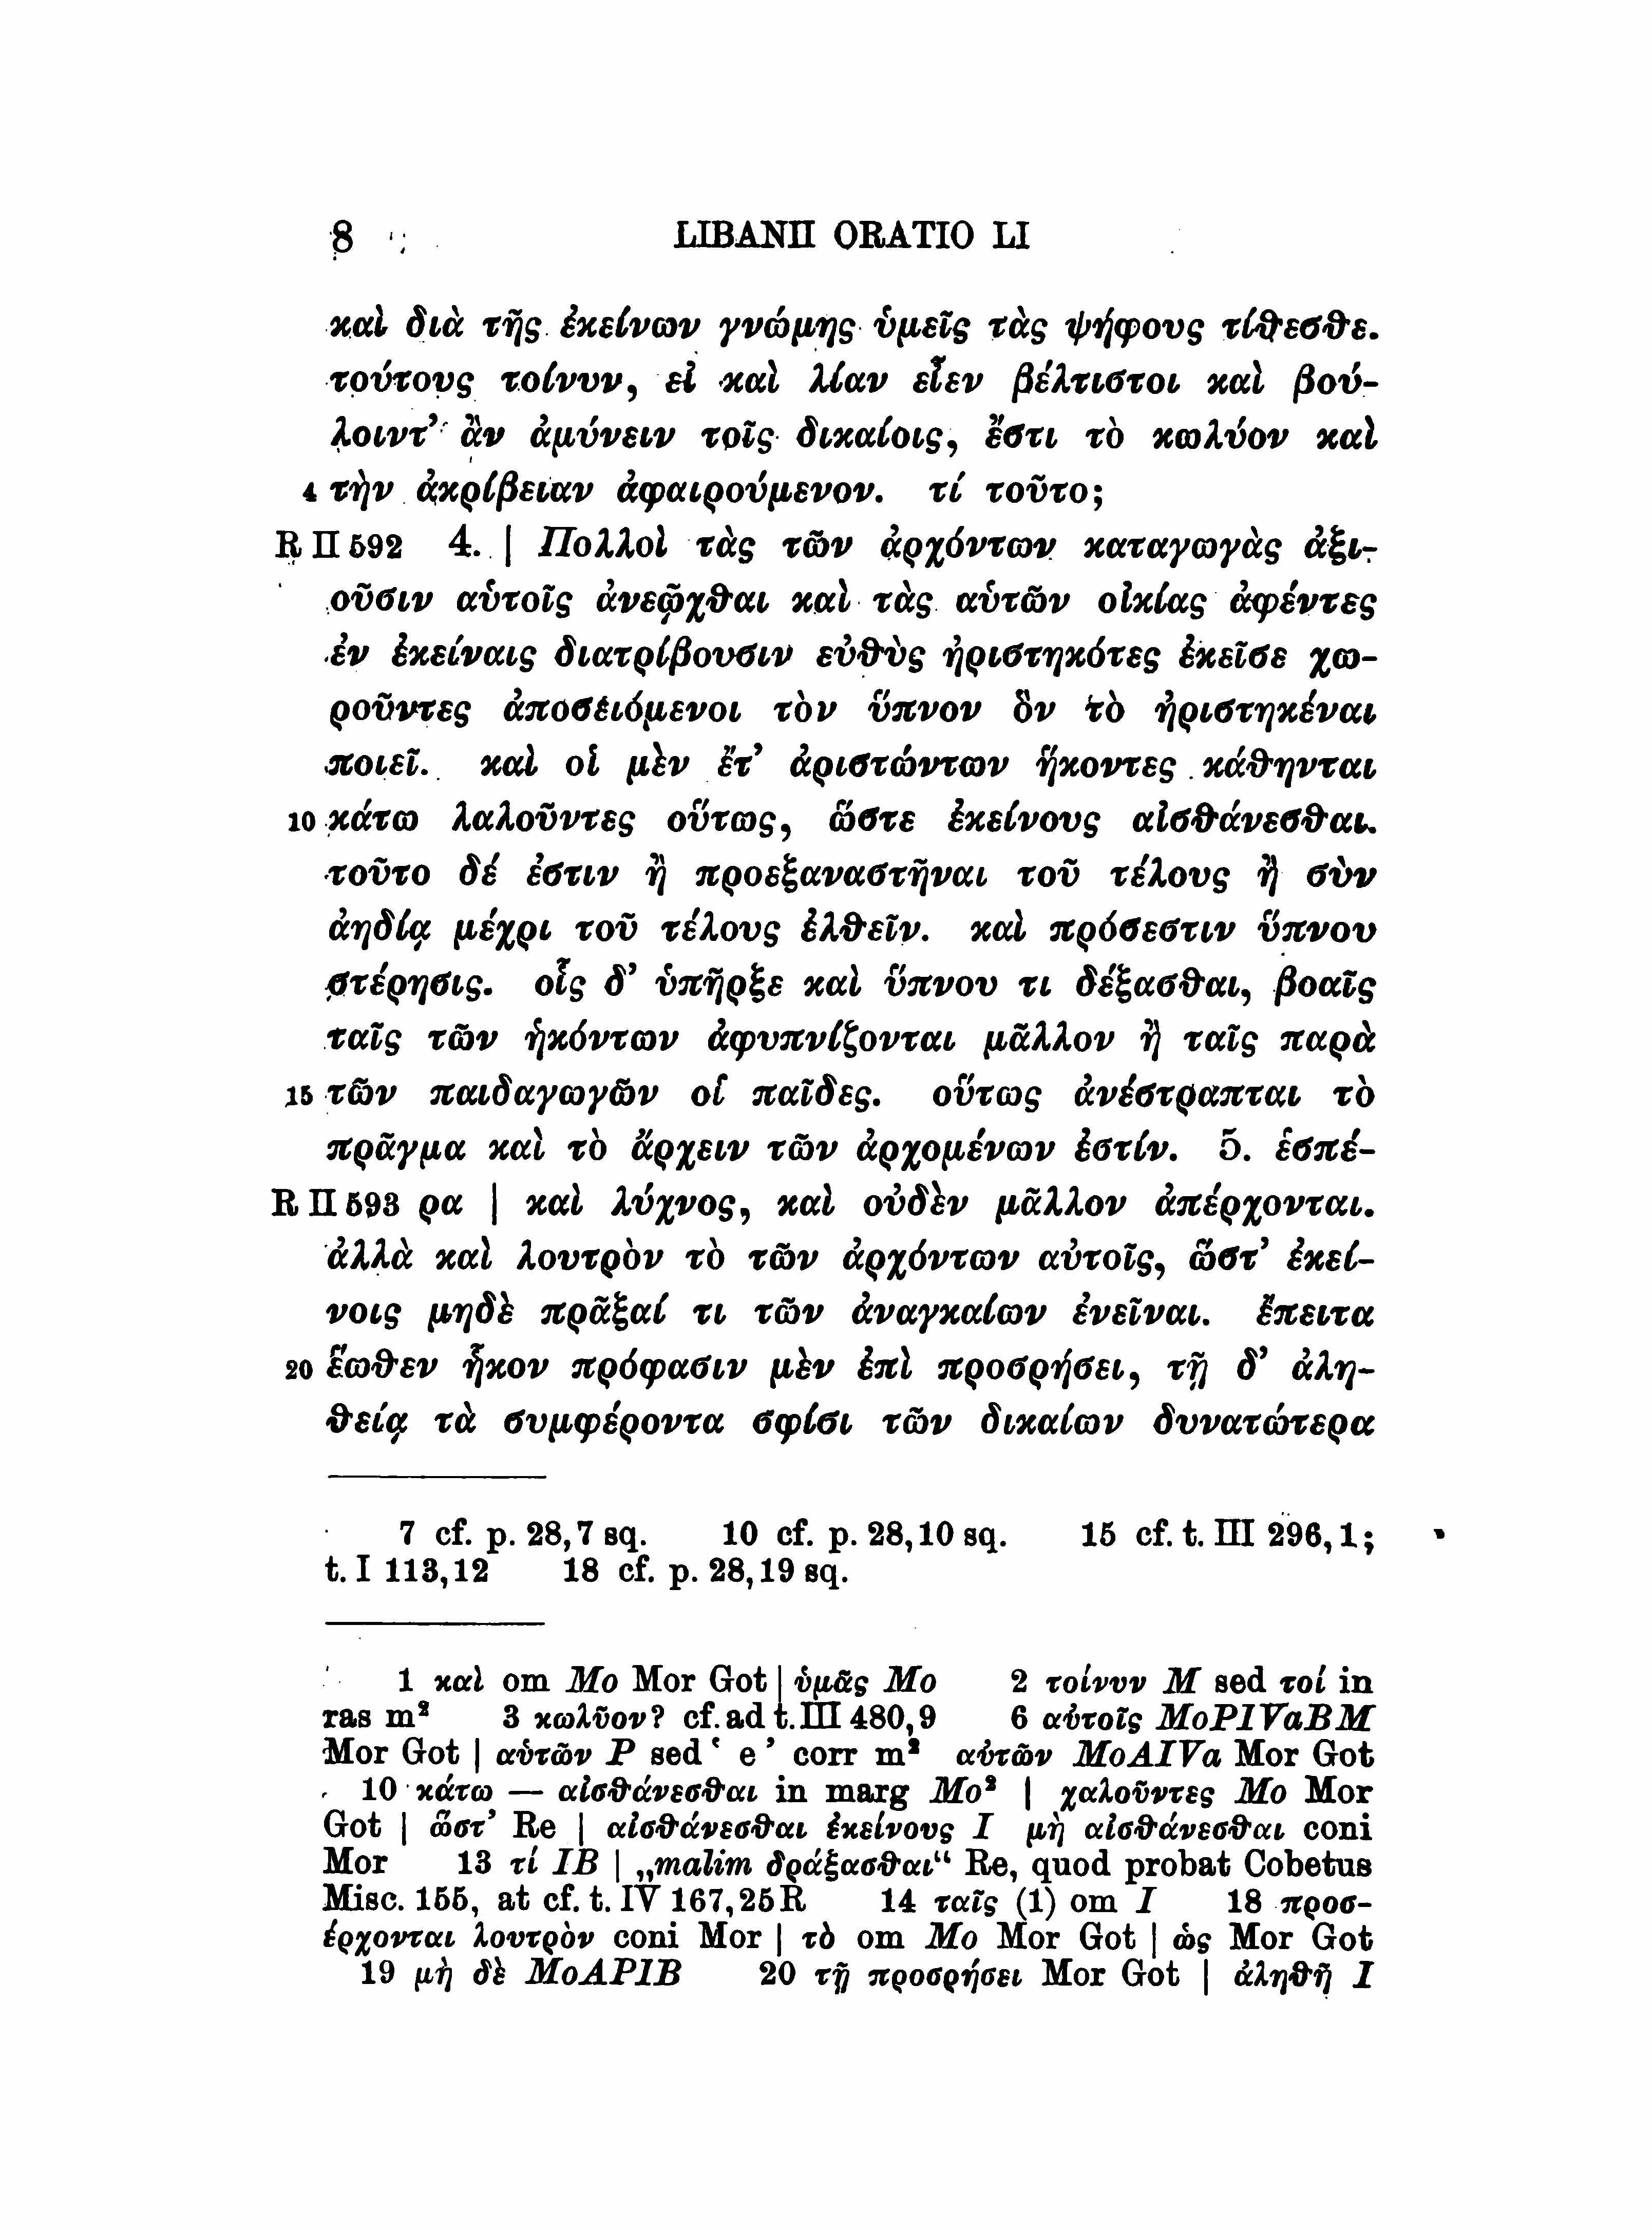 8 LIBANII ORATIO LI
καὶ διὰ τῆς ἐκείνων γνώμης ὑμεῖς τὰς ψήφους τίθεσθε.
τούτους τοίνυν, εἰ καὶ λίαν εἶεν βέλτιστοι καὶ βού-
λοιντ’ ἂν ἀμύνειν τοῖς δικαίοις, ἔστι τὸ κωλύον καὶ
4 τὴν ἀκρίβειαν ἀφαιρούμενον. τί τοῦτο;
R II 592 4. | Πολλοὶ τὰς τῶν ἀρχόντων καταγωγὰς ἀξι-
οῦσιν αὑτοῖς ἀνεῷχθαι καὶ τὰς αὑτῶν οἰκίας ἀφέντες
ἐν ἐκείναις διατρίβουσιν εὐθὺς ἠριστηκότες ἐκεῖσε χω-
ροῦντες ἀποσειόμενοι τὸν ὕπνον ὃν τὸ ἠριστηκέναι
ποιεῖ. καὶ οἱ μὲν ἔτ’ ἀριστώντων ἥκοντες κάθηνται
10 κάτω λαλοῦντες οὕτως, ὥστε ἐκείνους αἰσθάνεσθαι.
τοῦτο δέ ἐστιν ἢ προεξαναστῆναι τοῦ τέλους ἢ σὺν
ἀηδίᾳ μέχρι τοῦ τέλους ἐλθεῖν. καὶ πρόσεστιν ὕπνου
στέρησις. οἷς δ’ ὑπῆρξε καὶ ὕπνου τι δέξασθαι, βοαῖς
ταῖς τῶν ἡκόντων ἀφυπνίζονται μᾶλλον ἢ ταῖς παρὰ
15 τῶν παιδαγωγῶν οἱ παῖδες. οὕτως ἀνέστραπται τὸ
πρᾶγμα καὶ τὸ ἄρχειν τῶν ἀρχομένων ἐστίν. 5. ἑσπέ-
R II 593 ρα | καὶ λύχνος, καὶ οὐδὲν μᾶλλον ἀπέρχονται.
ἀλλὰ καὶ λουτρὸν τὸ τῶν ἀρχόντων αὐτοῖς, ὥστ’ ἐκεί-
νοις μηδὲ πρᾶξαί τι τῶν ἀναγκαίων ἐνεῖναι. ἔπειτα
20 ἕωθεν ἧκον πρόφασιν μὲν ἐπὶ προσρήσει, τῇ δ’ ἀλη-
θείᾳ τὰ συμφέροντα σφίσι τῶν δικαίων δυνατώτερα
7 cf. p. 28,7 sq. 10 cf. p. 28,10 sq. 15 cf. t. III 296,1;
t. I 113,12 18 cf. p. 28,19 sq.
1 καὶ om Mo Mor Got | ὑμᾶς Mo 2 τοίνυν M sed τοί in
ras m² 3 κωλῦον? cf. ad t. III 480,9 6 αὐτοῖς MoPIVaBM
Mor Got | αὑτῶν P sed ‘ e ’ corr m² αὐτῶν MoAIVa Mor Got
10 κάτω — αἰσθάνεσθαι in marg Mo² | χαλοῦντες Mo Mor
Got | ὥστ’ Re | αἰσθάνεσθαι ἐκείνους I μὴ αἰσθάνεσθαι coni
Mor 13 τί IB | „malim δράξασθαι“ Re, quod probat Cobetus
Misc. 155, at cf. t. IV 167,25 R 14 ταῖς (1) om I 18 προσ-
έρχονται λουτρὸν coni Mor | τὸ om Mo Mor Got | ὡς Mor Got
19 μὴ δὲ MoAPIB 20 τῇ προσρήσει Mor Got | ἀληθῆ I